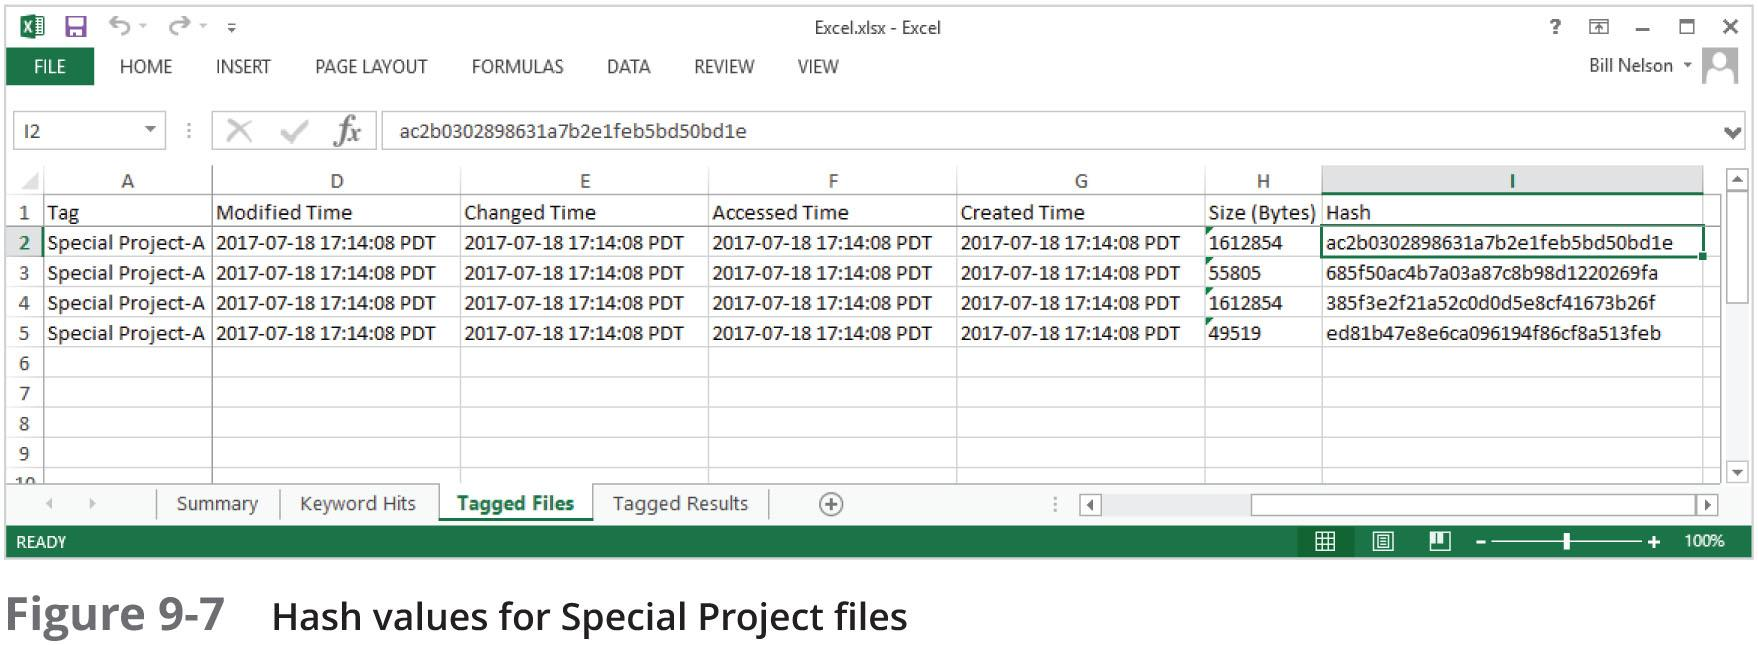 Excel.xlsx - Excel ?
FILE HOME INSERT PAGE LAYOUT FORMULAS DATA REVIEW VIEW Bill Nelson
I2 fx ac2b0302898631a7b2e1feb5bd50bd1e
A D E F G H I
1 Tag Modified Time Changed Time Accessed Time Created Time Size (Bytes) Hash
2 Special Project-A 2017-07-18 17:14:08 PDT 2017-07-18 17:14:08 PDT 2017-07-18 17:14:08 PDT 2017-07-18 17:14:08 PDT 1612854 ac2b0302898631a7b2e1feb5bd50bd1e
3 Special Project-A 2017-07-18 17:14:08 PDT 2017-07-18 17:14:08 PDT 2017-07-18 17:14:08 PDT 2017-07-18 17:14:08 PDT 55805 685f50ac4b7a03a87c8b98d1220269fa
4 Special Project-A 2017-07-18 17:14:08 PDT 2017-07-18 17:14:08 PDT 2017-07-18 17:14:08 PDT 2017-07-18 17:14:08 PDT 1612854 385f3e2f21a52c0d0d5e8cf41673b26f
5 Special Project-A 2017-07-18 17:14:08 PDT 2017-07-18 17:14:08 PDT 2017-07-18 17:14:08 PDT 2017-07-18 17:14:08 PDT 49519 ed81b47e8e6ca096194f86cf8a513feb
6
7
8
9
10
Summary Keyword Hits Tagged Files Tagged Results
READY 100%
Figure 9-7 Hash values for Special Project files